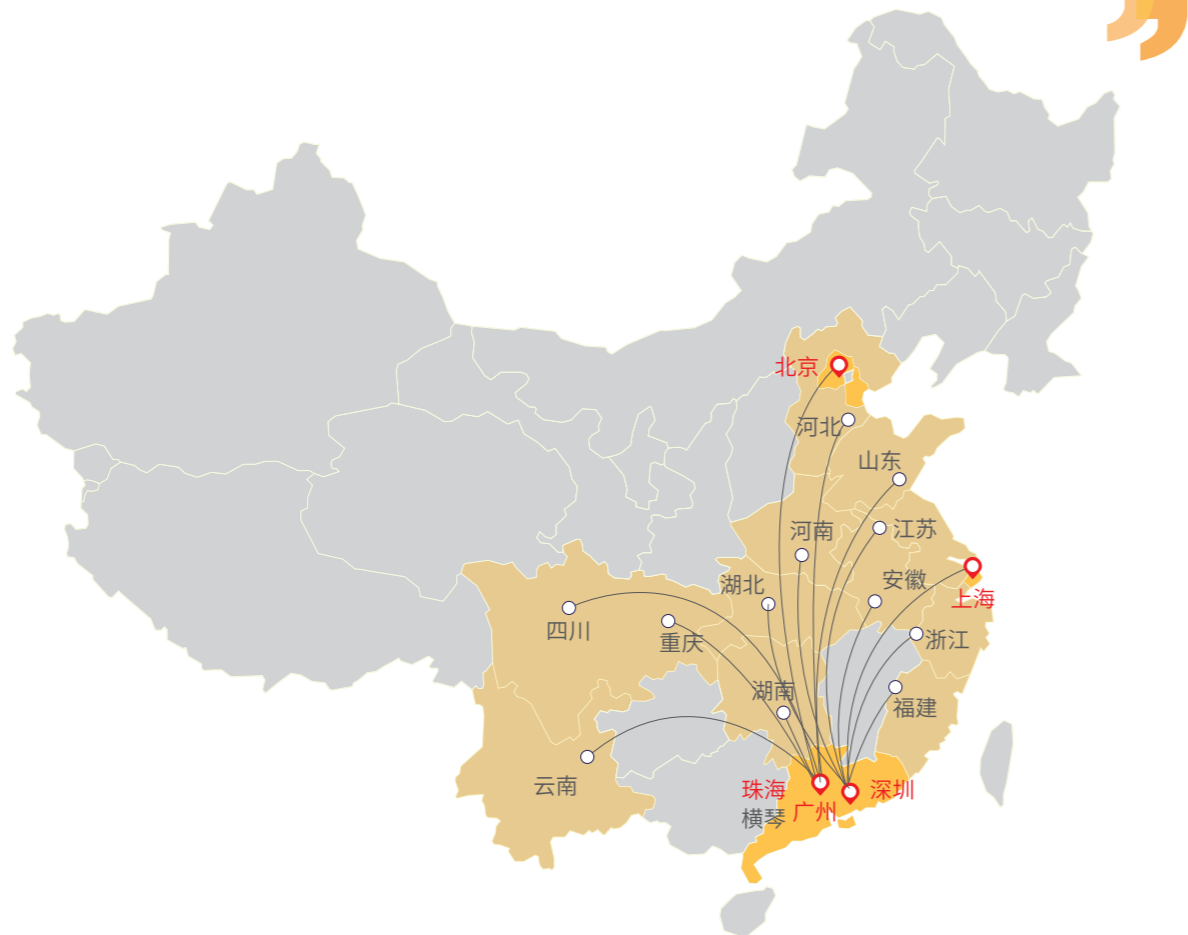 北京
河北
山东
江苏
河南
安徽
湖北
上海
四川
重庆
浙江
湖南
福建
云南
珠海
深圳
广州
横琴